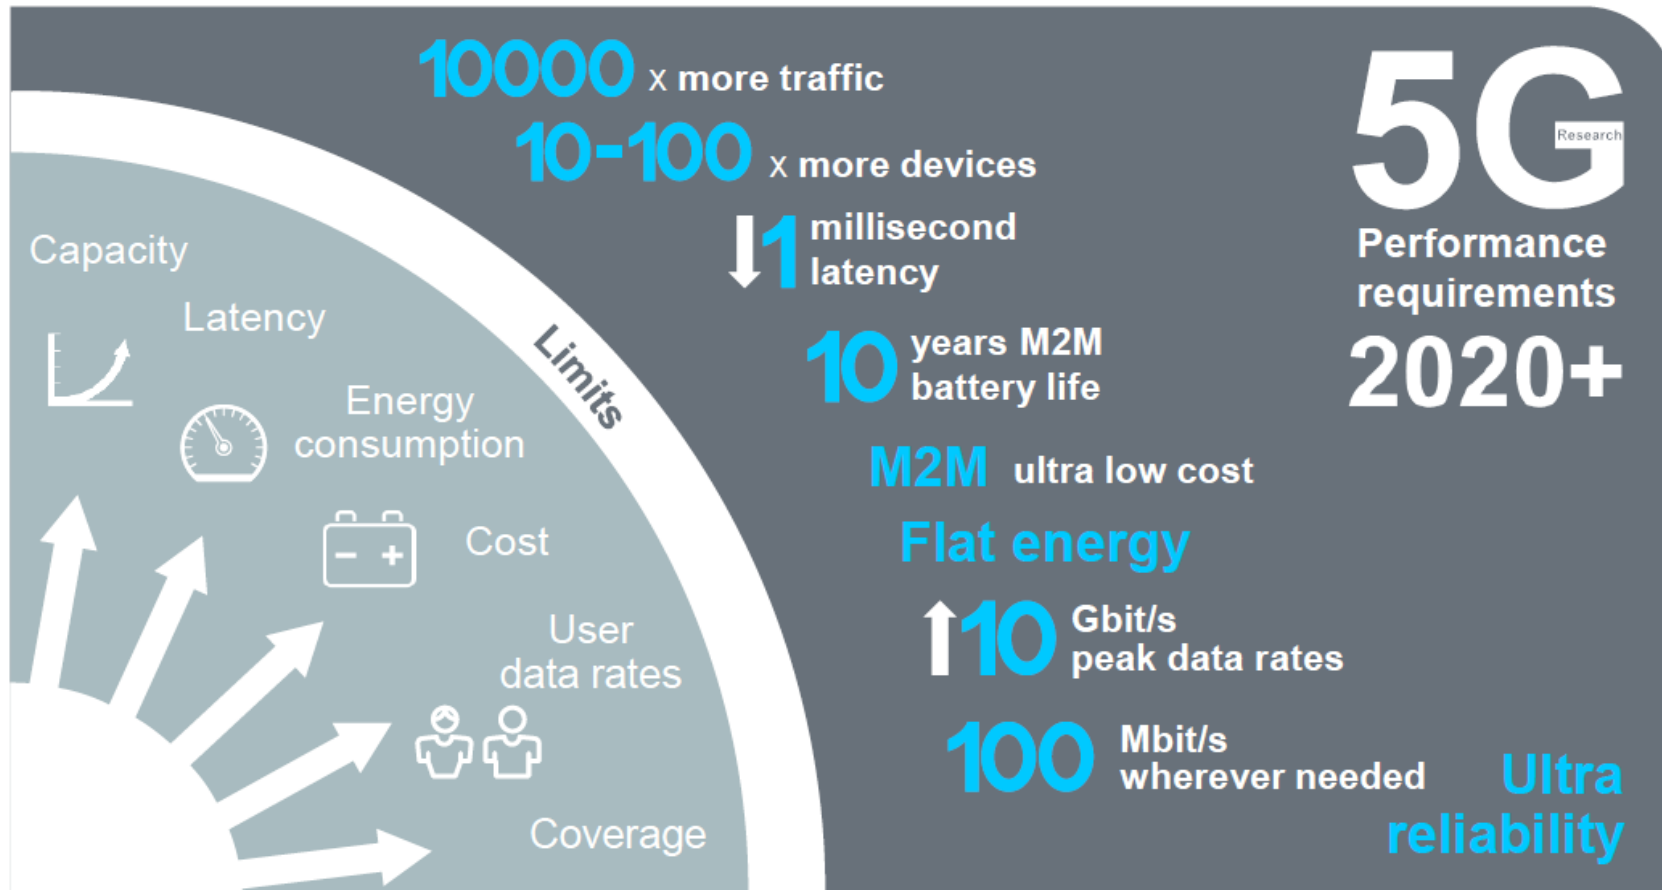 10000 x more traffic
10-100 x more devices
1 millisecond
latency
10 years M2M
battery life
M2M ultra low cost
Flat energy
10 Gbit/s
peak data rates
100 Mbit/s
wherever needed
Ultra
reliability
5G
Research
Performance
requirements
2020+
Limits
Capacity
Latency
Energy
consumption
Cost
User
data rates
Coverage